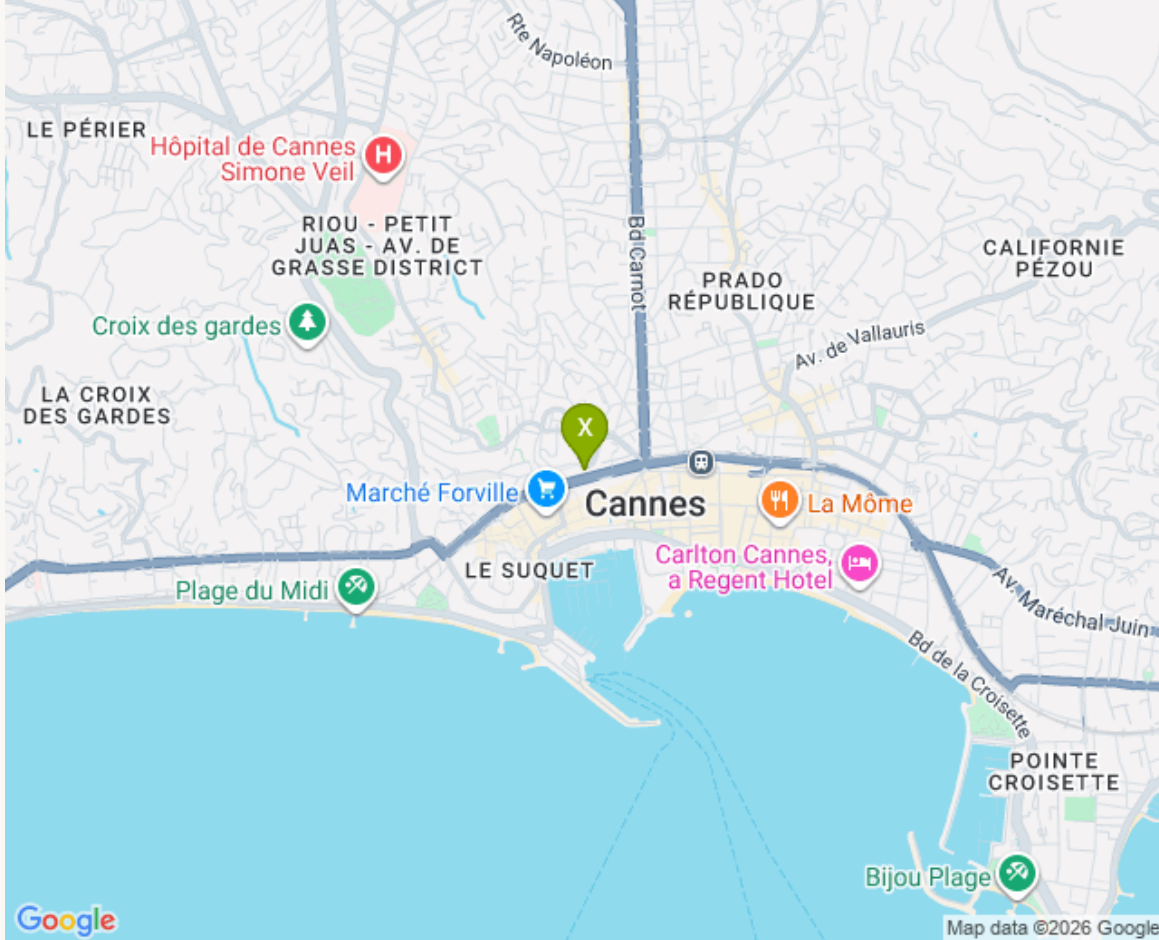 Rte Napoléon
LE PÉRIER
Hôpital de Cannes
Simone Veil
H
RIOU - PETIT
JUAS - AV. DE
GRASSE DISTRICT
Bd Carnot
CALIFORNIE
PÉZOU
PRADO
RÉPUBLIQUE
Croix des gardes
Av. de Vallauris
LA CROIX
DES GARDES
X
Marché Forville
Cannes
La Môme
LE SUQUET
Carlton Cannes,
a Regent Hotel
Plage du Midi
Av. Maréchal Juin
Bd de la Croisette
POINTE
CROISETTE
Bijou Plage
Google
Map data ©2026 Google